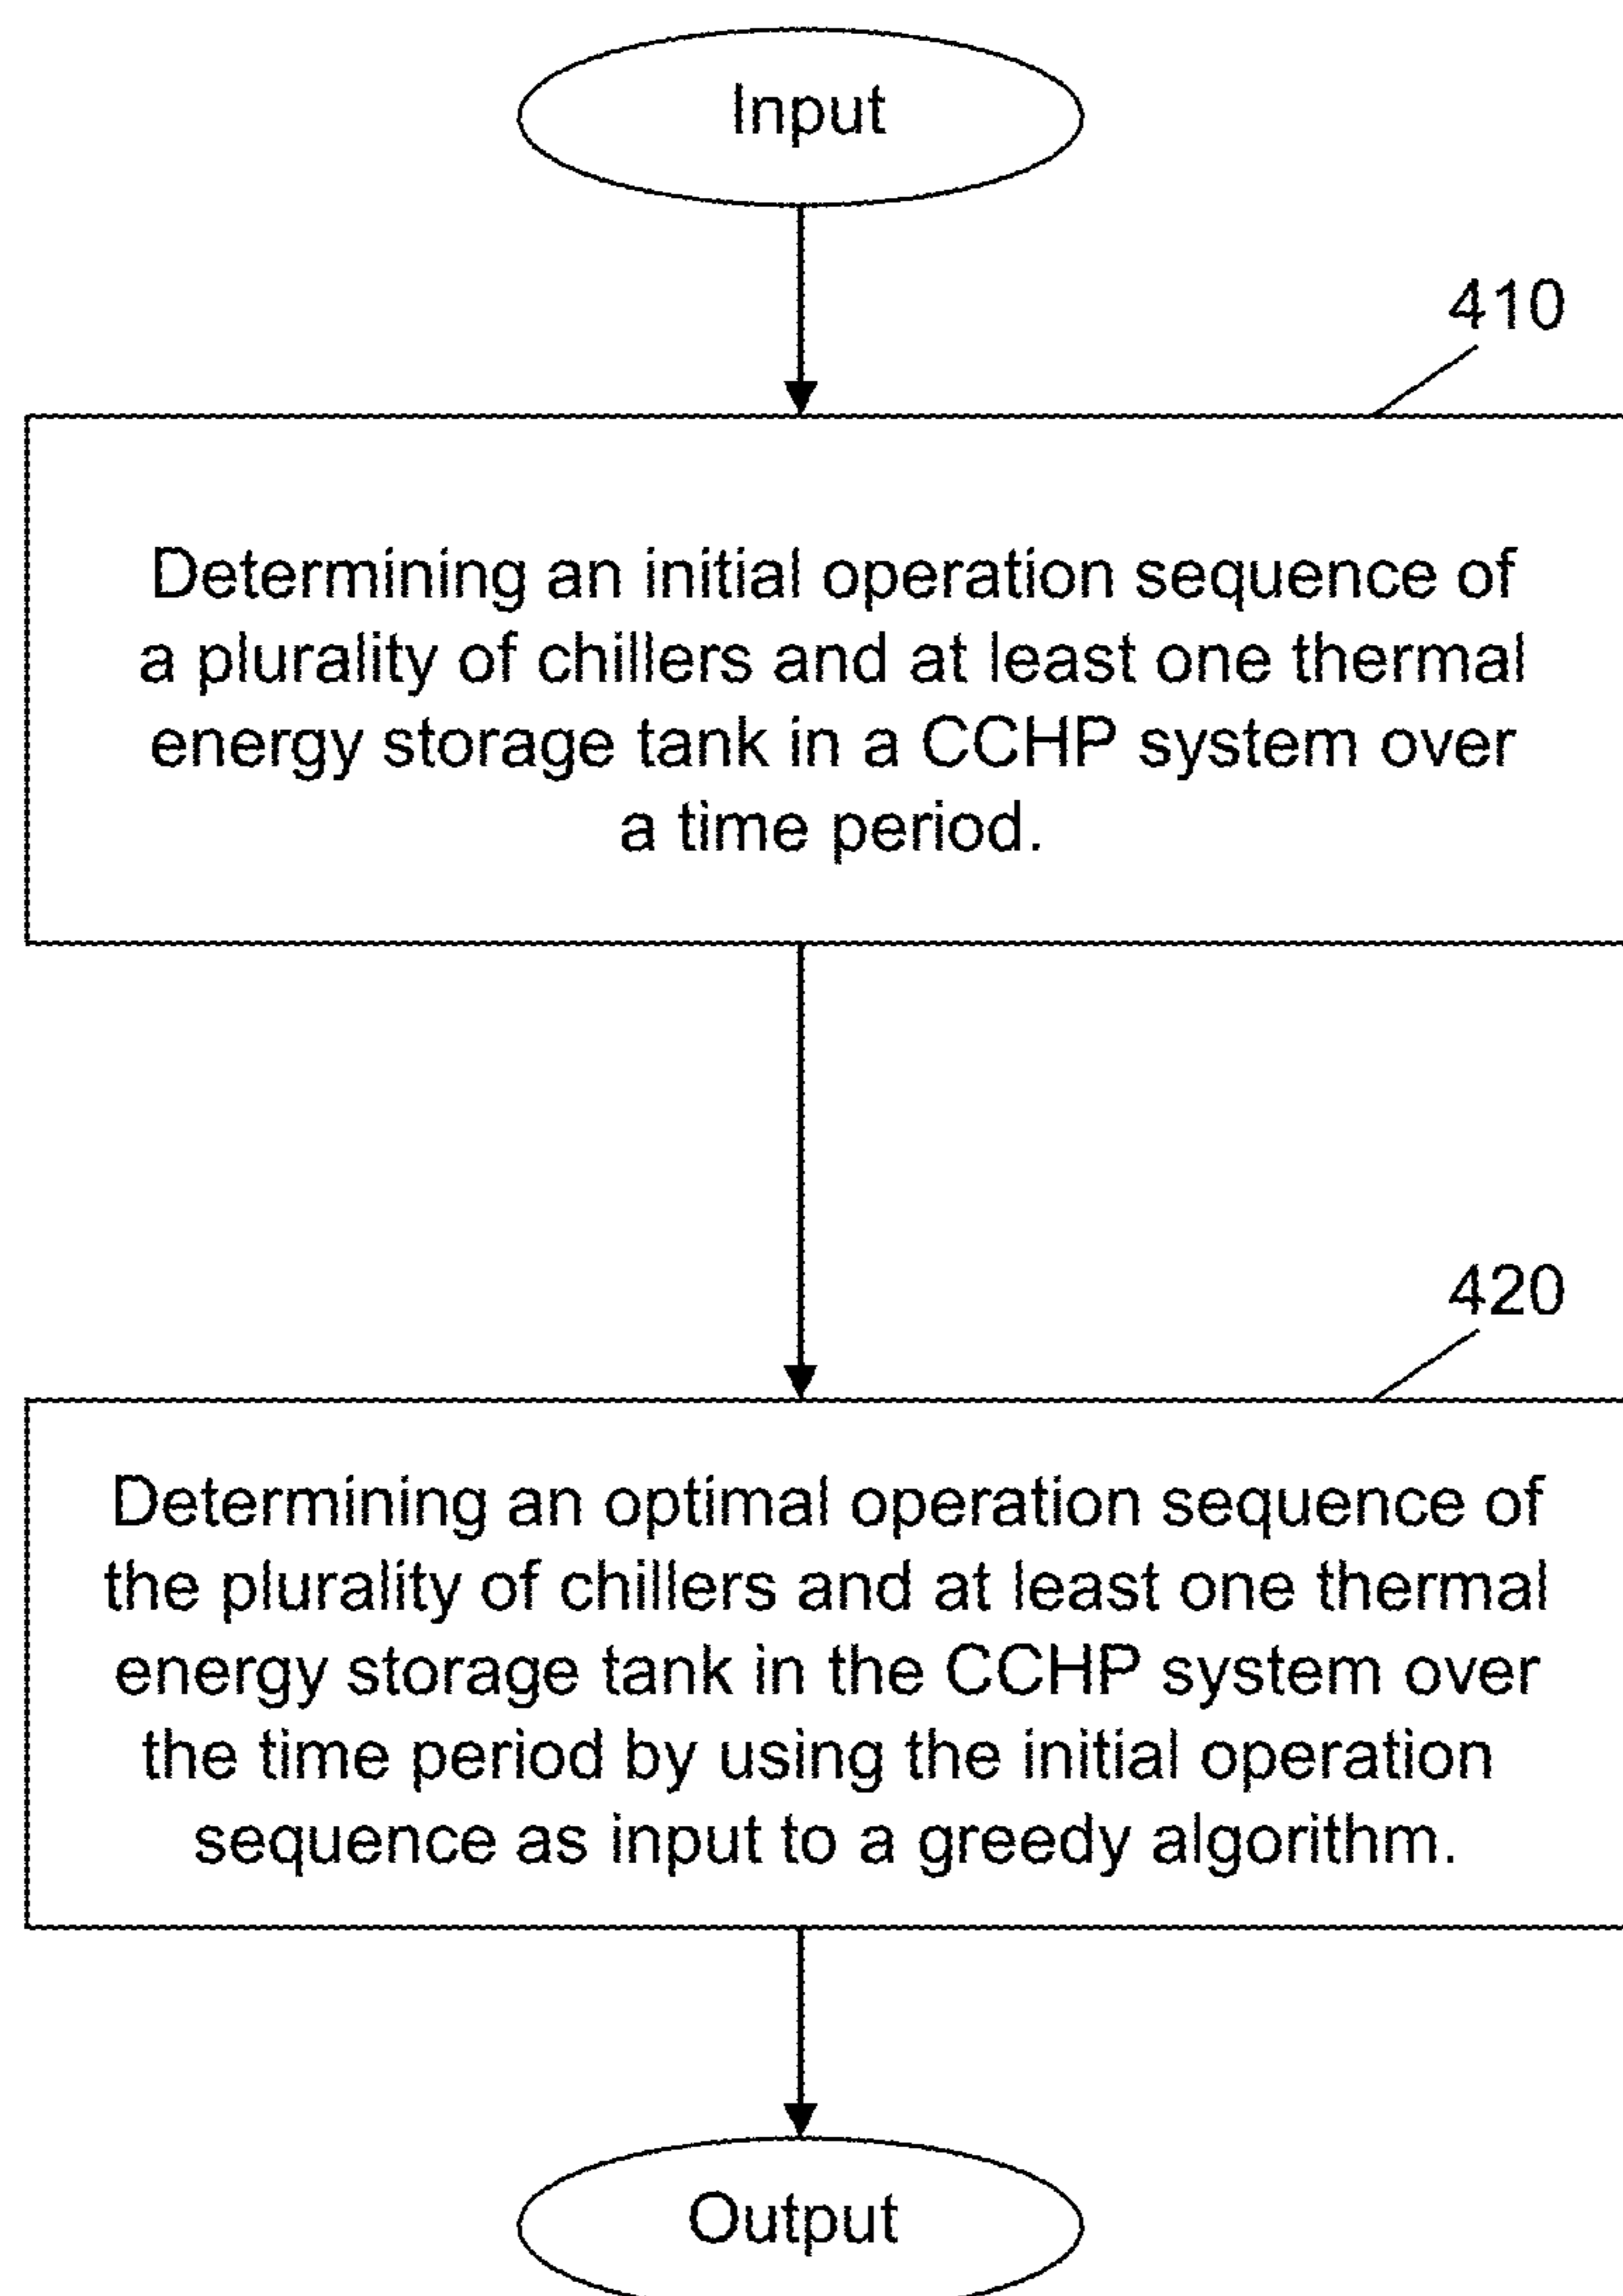 Input
410
Determining an initial operation sequence of
a plurality of chillers and at least one thermal
energy storage tank in a CCHP system over
a time period.
420
Determining an optimal operation sequence of
the plurality of chillers and at least one thermal
energy storage tank in the CCHP system over
the time period by using the initial operation
sequence as input to a greedy algorithm.
Output